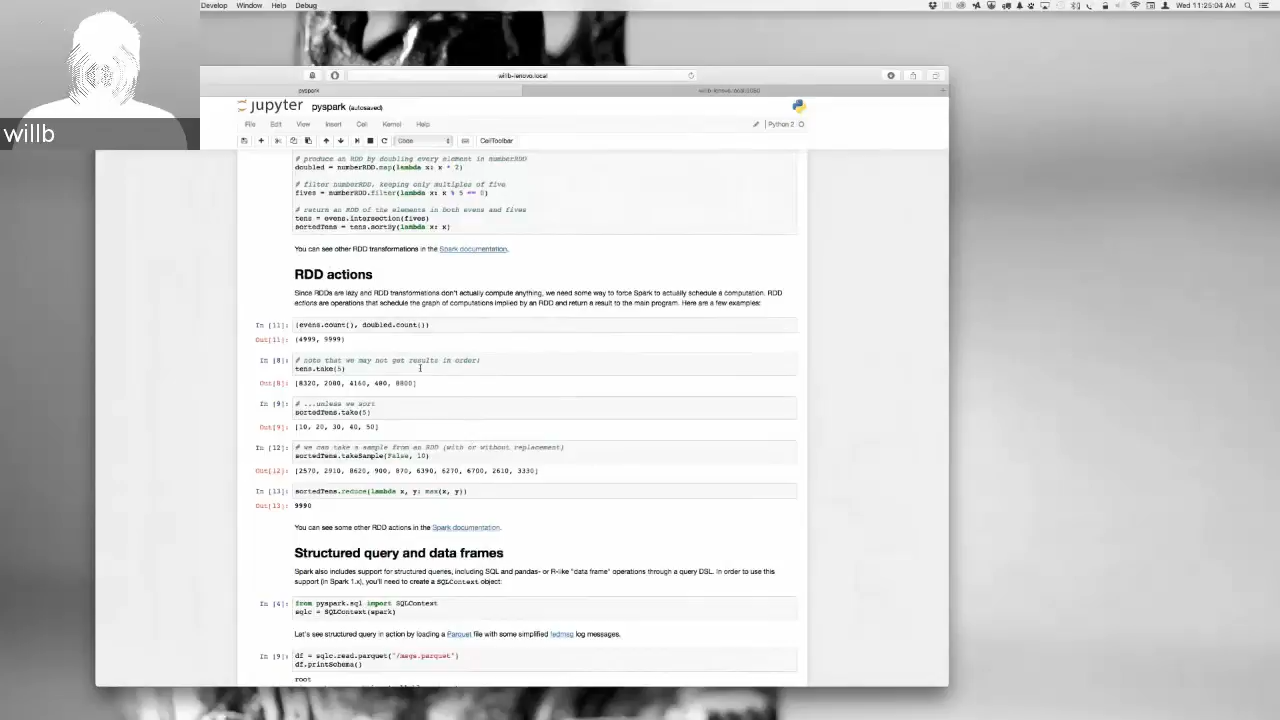 Develop Window Help Debug
Wed 11:25:04 AM
willb-lenovo.local
pyspark
willb-lenovo.local:8080
willb
jupyter pyspark (autosaved)
File Edit View Insert Cell Kernel Help
Python 2
Code CellToolbar
# produce an RDD by doubling every element in numberRDD
doubled = numberRDD.map(lambda x: x * 2)
# filter numberRDD, keeping only multiples of five
fives = numberRDD.filter(lambda x: x % 5 == 0)
# return an RDD of the elements in both evens and fives
tens = evens.intersection(fives)
sortedTens = tens.sortBy(lambda x: x)
You can see other RDD transformations in the Spark documentation.
RDD actions
Since RDDs are lazy and RDD transformations don't actually compute anything, we need some way to force Spark to actually schedule a computation. RDD
actions are operations that schedule the graph of computations implied by an RDD and return a result to the main program. Here are a few examples:
In [11]: (evens.count(), doubled.count())
Out[11]: (4999, 9999)
In [8]: # note that we may not get results in order!
tens.take(5)
Out[8]: [8320, 2080, 4160, 480, 8800]
In [9]: # ...unless we sort
sortedTens.take(5)
Out[9]: [10, 20, 30, 40, 50]
In [12]: # we can take a sample from an RDD (with or without replacement)
sortedTens.takeSample(False, 10)
Out[12]: [2570, 2910, 8620, 900, 870, 6390, 6270, 6700, 2610, 3330]
In [13]: sortedTens.reduce(lambda x, y: max(x, y))
Out[13]: 9990
You can see some other RDD actions in the Spark documentation.
Structured query and data frames
Spark also includes support for structured queries, including SQL and pandas- or R-like "data frame" operations through a query DSL. In order to use this
support (in Spark 1.x), you'll need to create a SQLContext object:
In [4]: from pyspark.sql import SQLContext
sqlc = SQLContext(spark)
Let's see structured query in action by loading a Parquet file with some simplified fedmsg log messages.
In [9]: df = sqlc.read.parquet("/msgs.parquet")
df.printSchema()
root